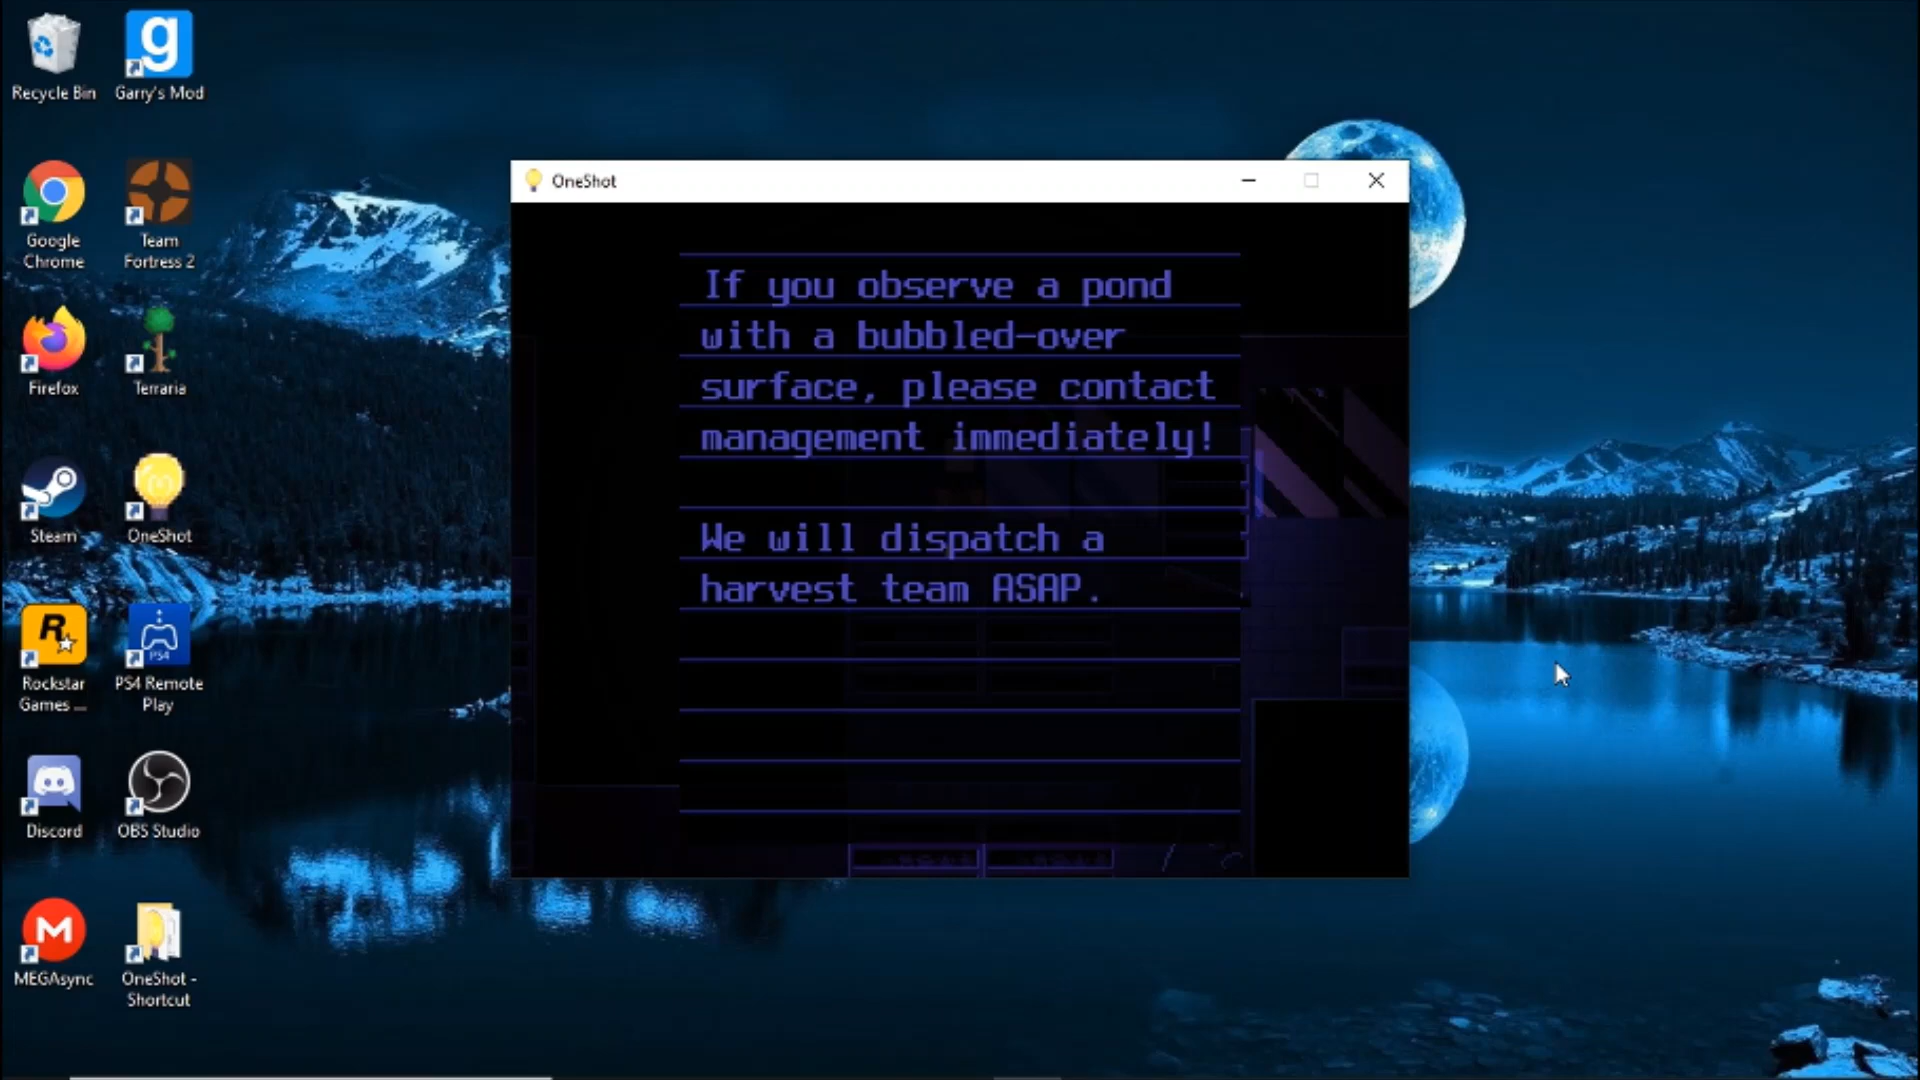 Recycle Bin
Garry's Mod
Google
Chrome
Team
Fortress 2
Firefox
Terraria
Steam
OneShot
Rockstar
Games ...
PS4
PS4 Remote
Play
Discord
OBS Studio
MEGAsync
OneShot -
Shortcut
OneShot
If you observe a pond
with a bubbled-over
surface, please contact
management immediately!
We will dispatch a
harvest team ASAP.